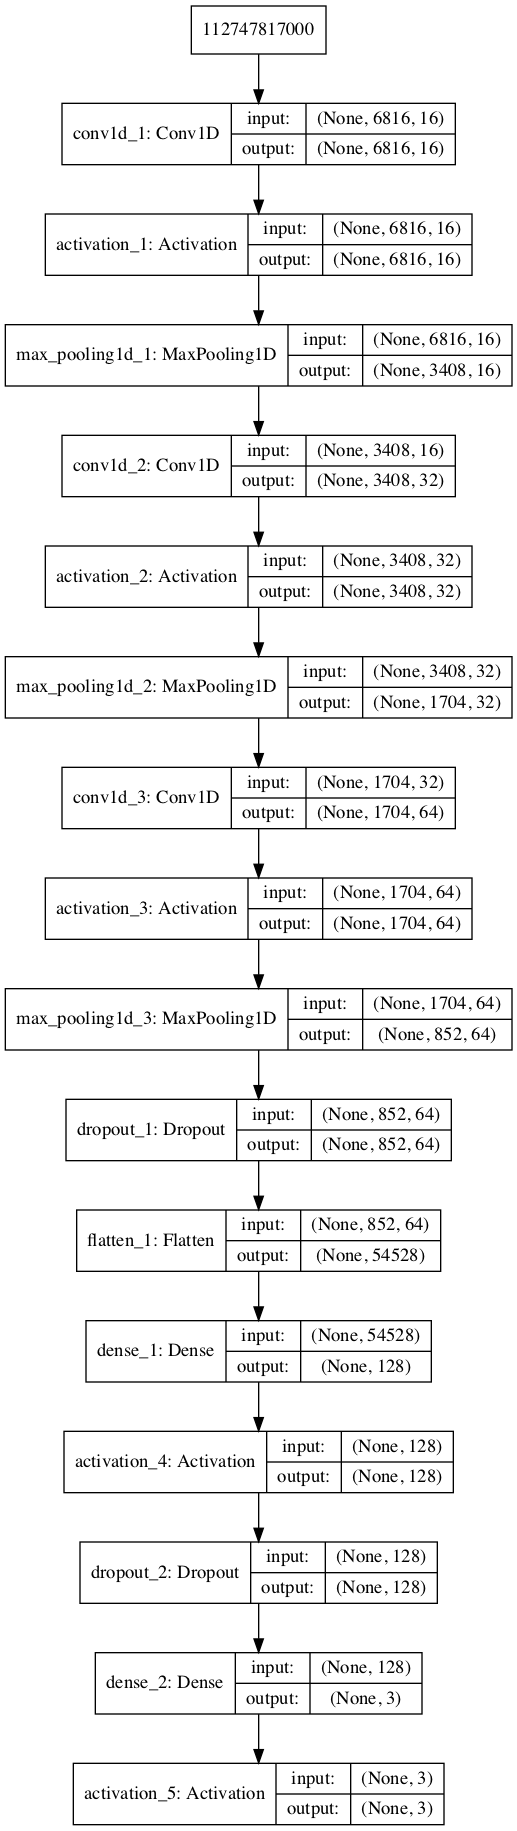 112747817000
conv1d_1: Conv1D
input: (None, 6816, 16)
output: (None, 6816, 16)
activation_1: Activation
input: (None, 6816, 16)
output: (None, 6816, 16)
max_pooling1d_1: MaxPooling1D
input: (None, 6816, 16)
output: (None, 3408, 16)
conv1d_2: Conv1D
input: (None, 3408, 16)
output: (None, 3408, 32)
activation_2: Activation
input: (None, 3408, 32)
output: (None, 3408, 32)
max_pooling1d_2: MaxPooling1D
input: (None, 3408, 32)
output: (None, 1704, 32)
conv1d_3: Conv1D
input: (None, 1704, 32)
output: (None, 1704, 64)
activation_3: Activation
input: (None, 1704, 64)
output: (None, 1704, 64)
max_pooling1d_3: MaxPooling1D
input: (None, 1704, 64)
output: (None, 852, 64)
dropout_1: Dropout
input: (None, 852, 64)
output: (None, 852, 64)
flatten_1: Flatten
input: (None, 852, 64)
output: (None, 54528)
dense_1: Dense
input: (None, 54528)
output: (None, 128)
activation_4: Activation
input: (None, 128)
output: (None, 128)
dropout_2: Dropout
input: (None, 128)
output: (None, 128)
dense_2: Dense
input: (None, 128)
output: (None, 3)
activation_5: Activation
input: (None, 3)
output: (None, 3)